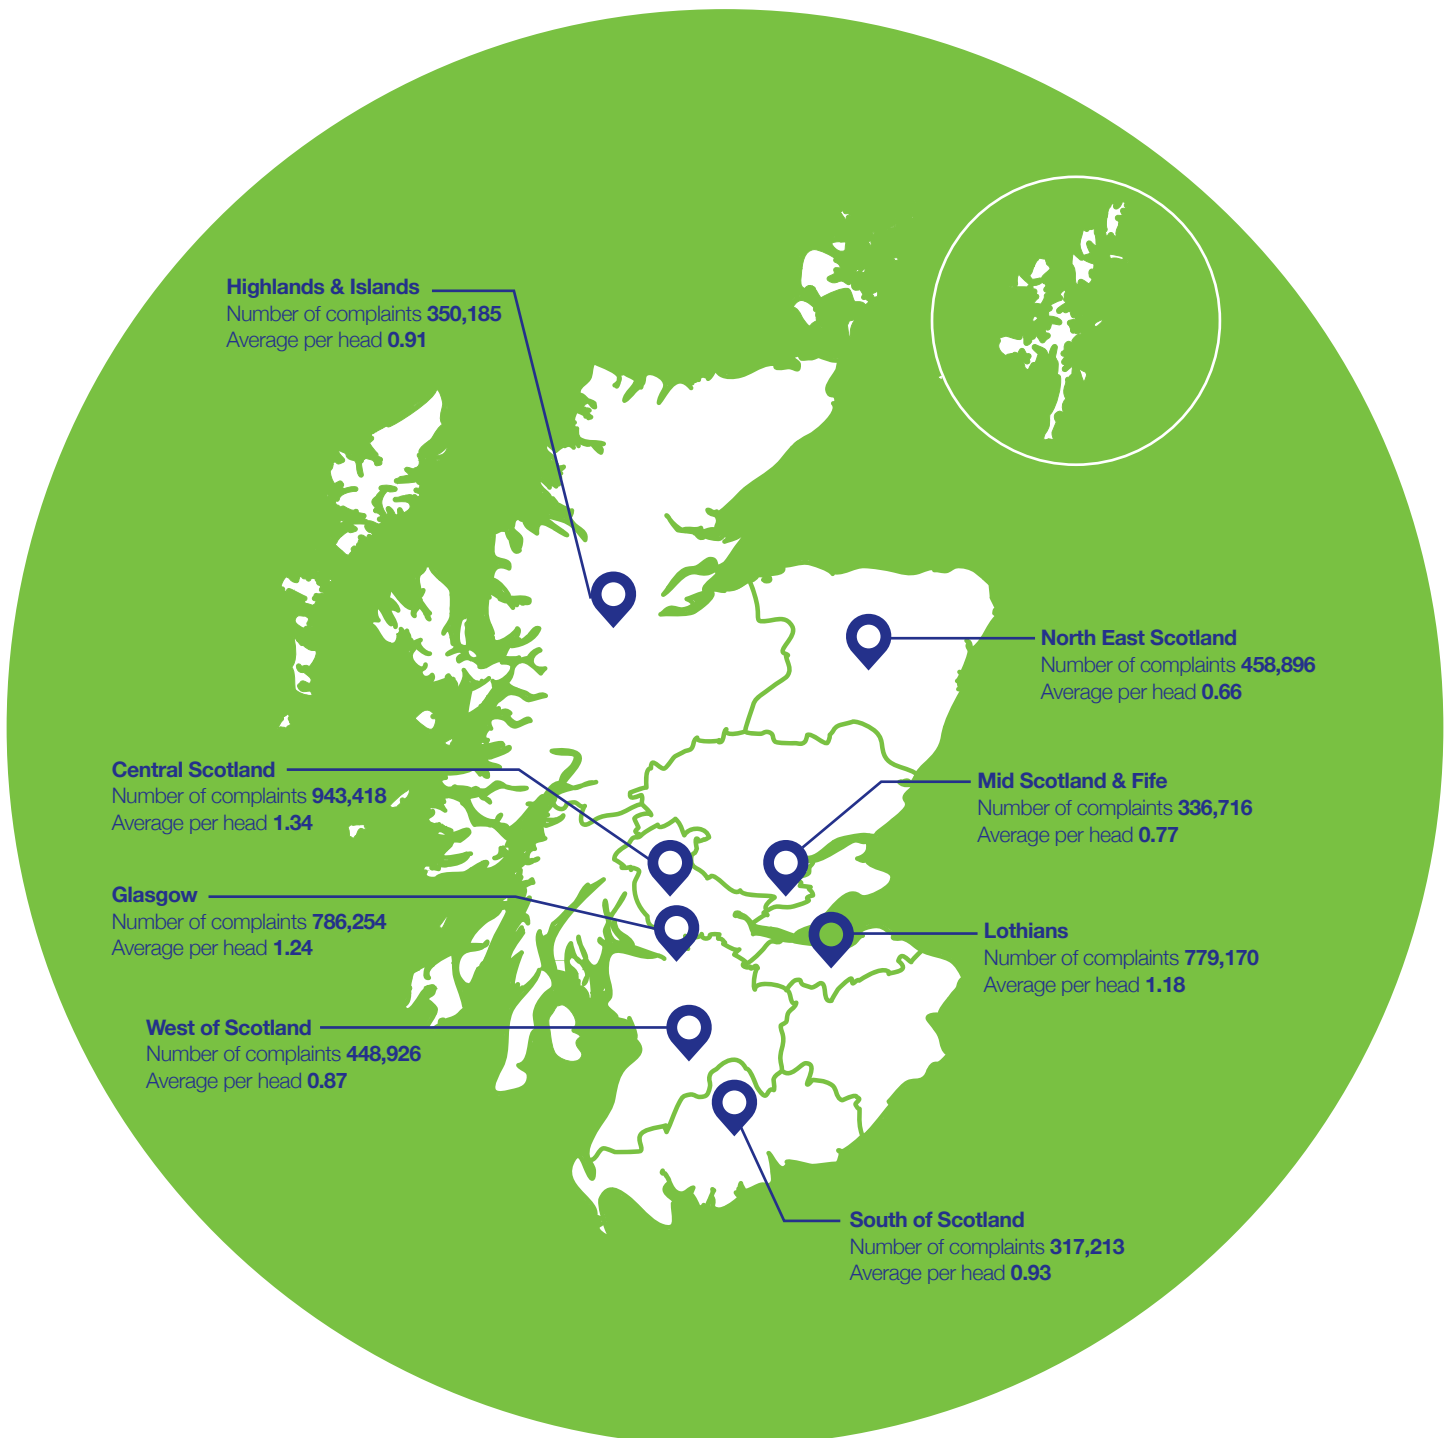 Highlands & Islands
Number of complaints 350,185
Average per head 0.91
North East Scotland
Number of complaints 458,896
Average per head 0.66
Central Scotland
Number of complaints 943,418
Average per head 1.34
Mid Scotland & Fife
Number of complaints 336,716
Average per head 0.77
Glasgow
Number of complaints 786,254
Average per head 1.24
Lothians
Number of complaints 779,170
Average per head 1.18
West of Scotland
Number of complaints 448,926
Average per head 0.87
South of Scotland
Number of complaints 317,213
Average per head 0.93